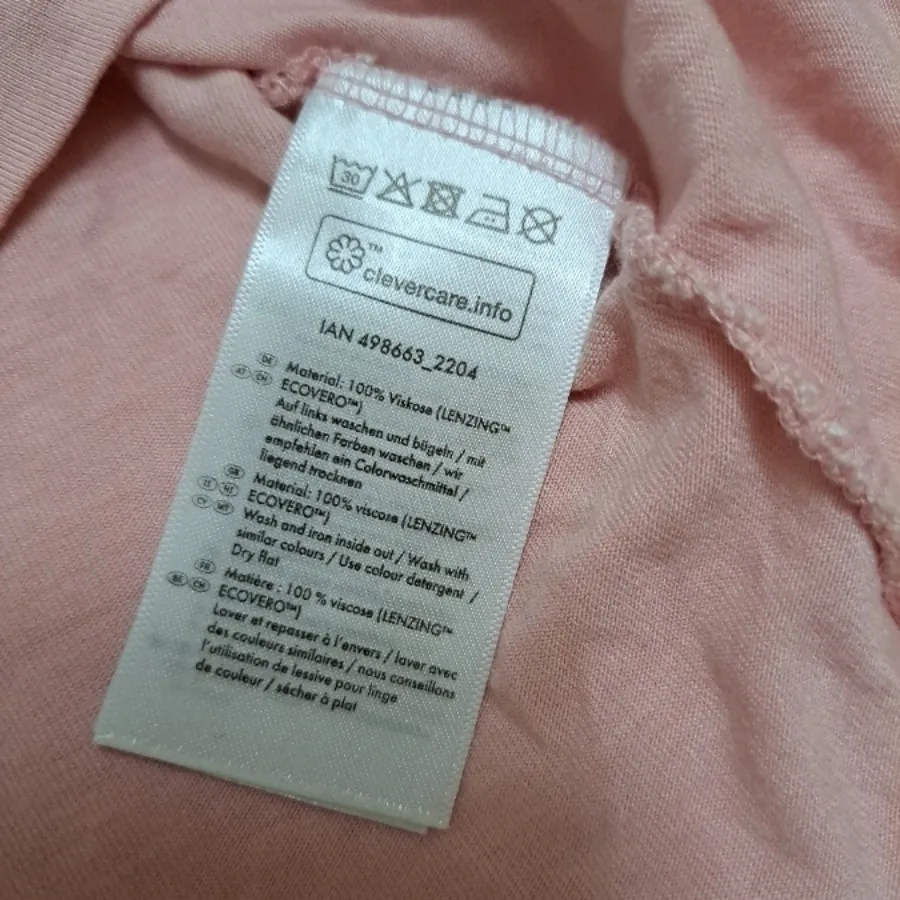 30
™
clevercare.info
IAN 498663_2204
DE
AT CH
Material: 100% Viskose (LENZING™
ECOVERO™)
Auf links waschen und bügeln / mit
ähnlichen Farben waschen / wir
empfehlen ein Colorwaschmittel /
liegend trocknen
GB
IE NI
CY MT
Material: 100% viscose (LENZING™
ECOVERO™)
Wash and iron inside out / Wash with
similar colours / Use colour detergent /
Dry flat
FR
BE CH
Matière : 100 % viscose (LENZING™
ECOVERO™)
Laver et repasser à l'envers / laver avec
des couleurs similaires / nous conseillons
l'utilisation de lessive pour linge
de couleur / sécher à plat